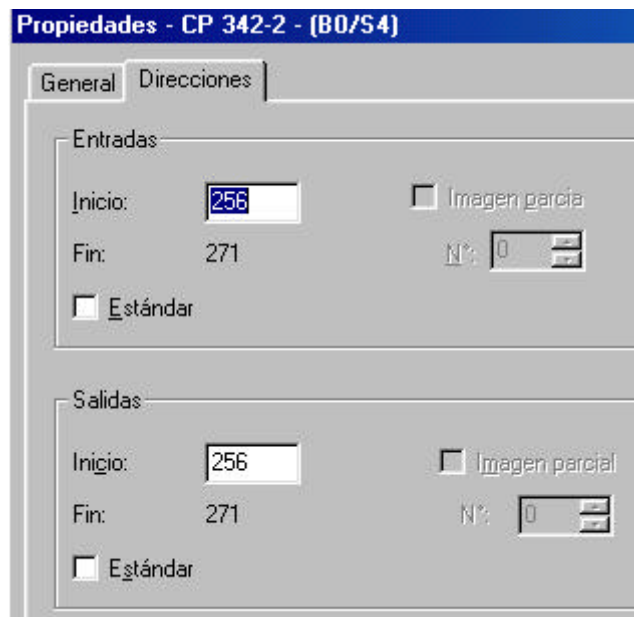 Propiedades - CP 342-2 - (B0/S4)
General Direcciones
Entradas
Inicio: 256 Imagen parcia
Fin: 271 N°: 0
Estándar
Salidas
Inicio: 256 Imagen parcial
Fin: 271 N°: 0
Estándar